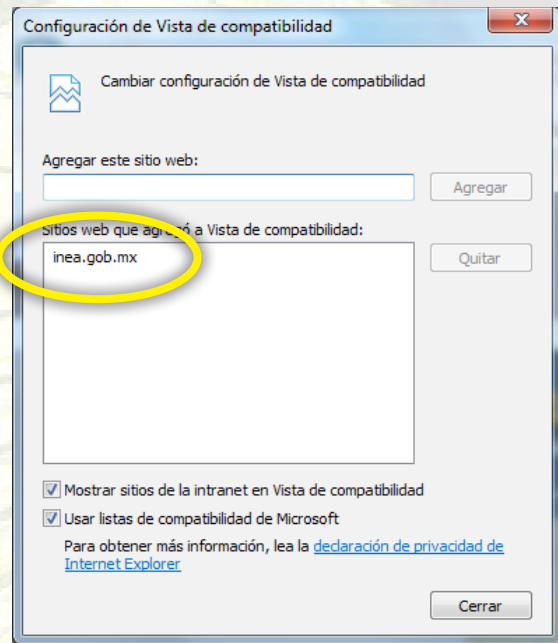 Configuración de Vista de compatibilidad
Cambiar configuración de Vista de compatibilidad
Agregar este sitio web:
Agregar
Sitios web que agregó a Vista de compatibilidad:
inea.gob.mx
Quitar
Mostrar sitios de la intranet en Vista de compatibilidad
Usar listas de compatibilidad de Microsoft
Para obtener más información, lea la declaración de privacidad de
Internet Explorer
Cerrar